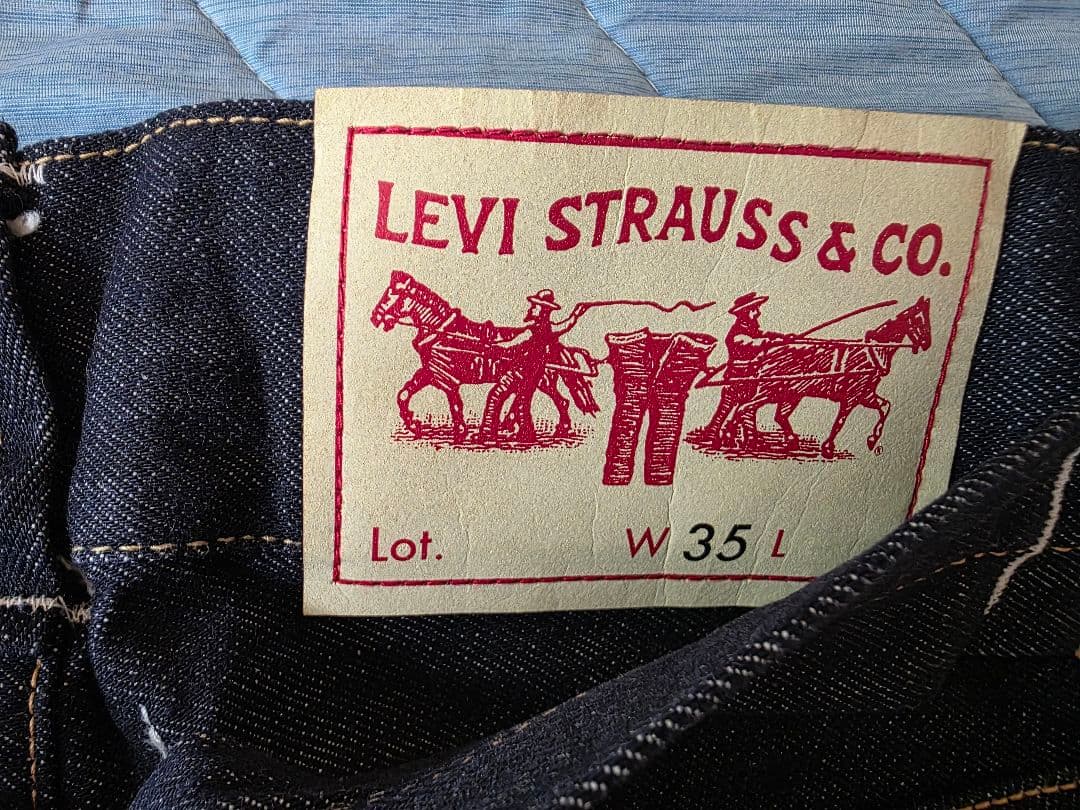 LEVI STRAUSS & CO.
®
Lot. W 35 L